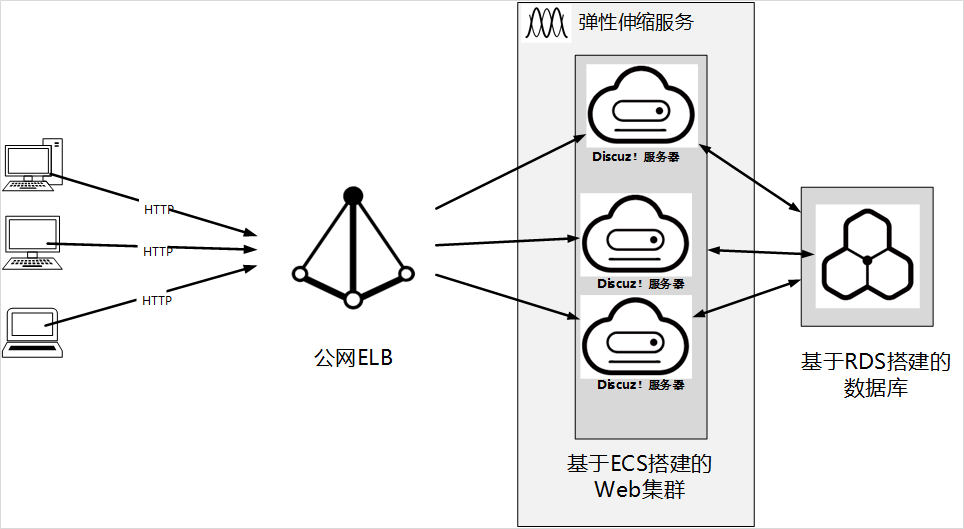 弹性伸缩服务
Discuz! 服务器
HTTP
HTTP
Discuz! 服务器
HTTP
公网ELB
Discuz! 服务器
基于RDS搭建的
数据库
基于ECS搭建的
Web集群